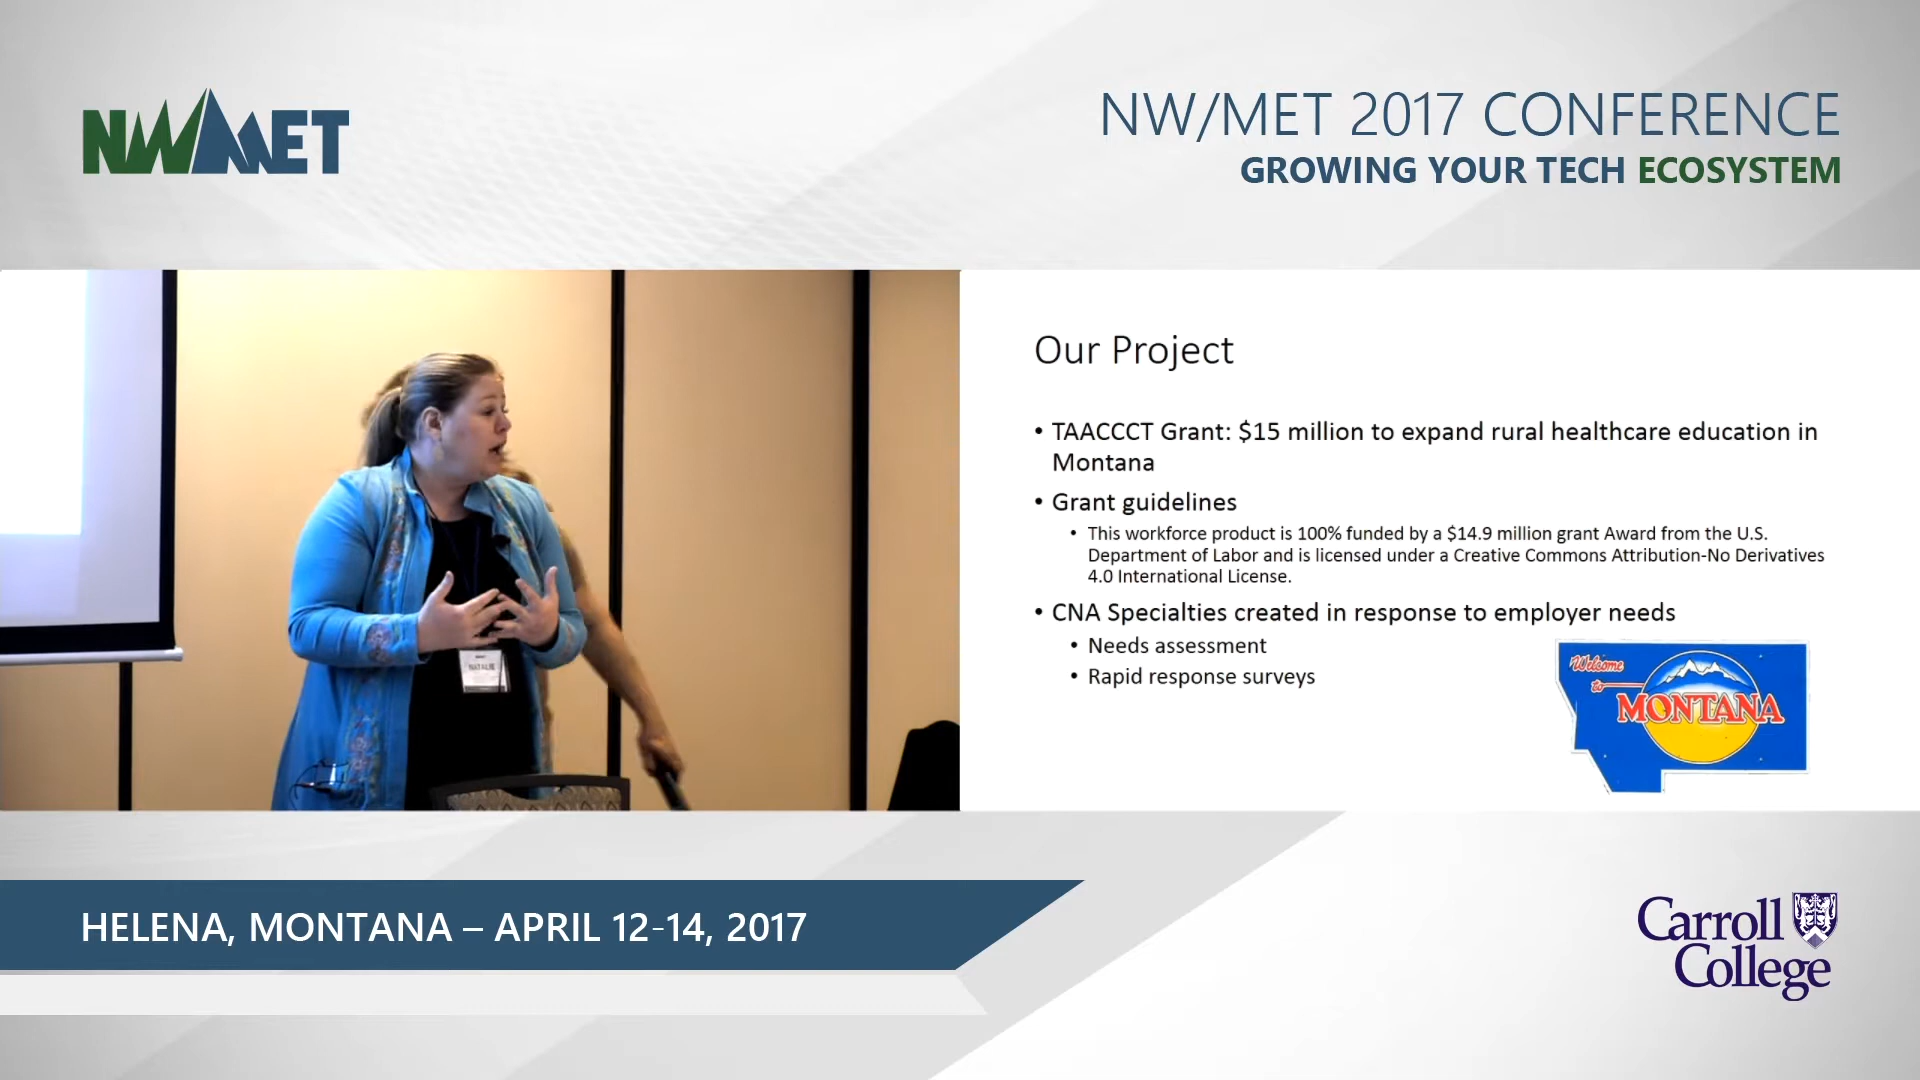 NWMET
NW/MET 2017 CONFERENCE
GROWING YOUR TECH ECOSYSTEM
NATALIE
Our Project
• TAACCCT Grant: $15 million to expand rural healthcare education in
Montana
• Grant guidelines
• This workforce product is 100% funded by a $14.9 million grant Award from the U.S.
Department of Labor and is licensed under a Creative Commons Attribution-No Derivatives
4.0 International License.
• CNA Specialties created in response to employer needs
• Needs assessment
• Rapid response surveys
Welcome
to
MONTANA
HELENA, MONTANA – APRIL 12-14, 2017
Carroll
College